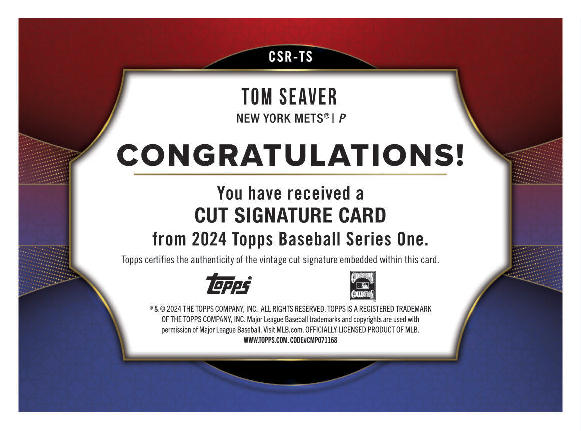 CSR-TS
TOM SEAVER
NEW YORK METS® | P
CONGRATULATIONS!
You have received a
CUT SIGNATURE CARD
from 2024 Topps Baseball Series One.
Topps certifies the authenticity of the vintage cut signature embedded within this card.
topps
® & © 2024 THE TOPPS COMPANY, INC. ALL RIGHTS RESERVED. TOPPS IS A REGISTERED TRADEMARK
OF THE TOPPS COMPANY, INC. Major League Baseball trademarks and copyrights are used with
permission of Major League Baseball. Visit MLB.com. OFFICIALLY LICENSED PRODUCT OF MLB.
WWW.TOPPS.COM. CODE#CMP071168